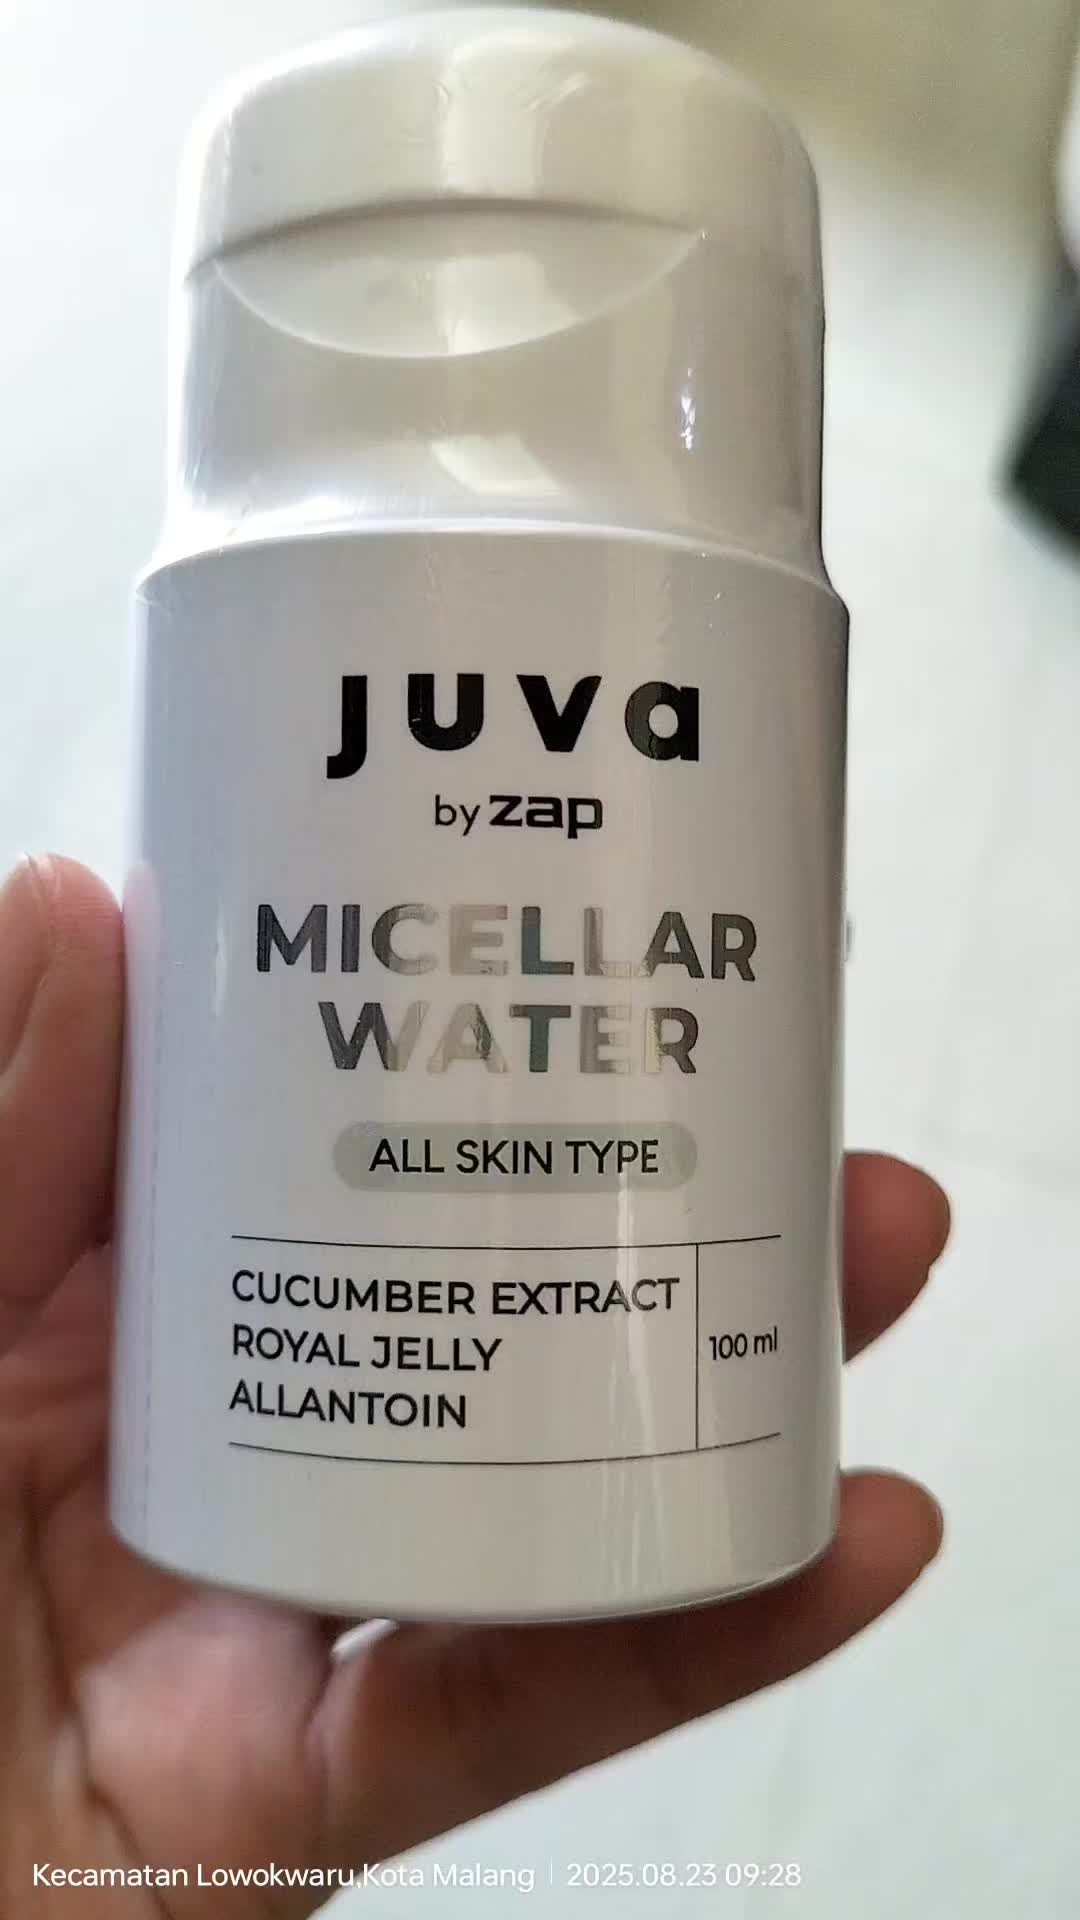 juva
by zap
MICELLAR
WATER
ALL SKIN TYPE
CUCUMBER EXTRACT
ROYAL JELLY
ALLANTOIN
100 ml
Kecamatan Lowokwaru,Kota Malang | 2025.08.23 09:28